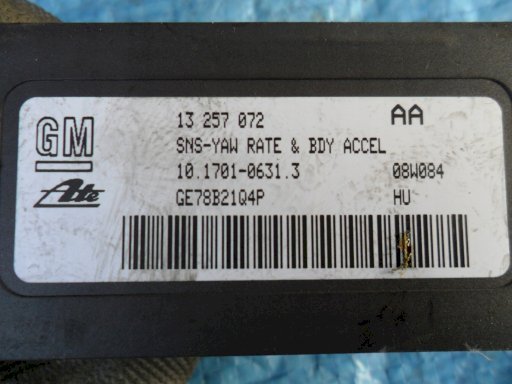 GM
13 257 072 AA
SNS-YAW RATE & BDY ACCEL
Ate
10.1701-0631.3 08W084
GE78B21Q4P HU